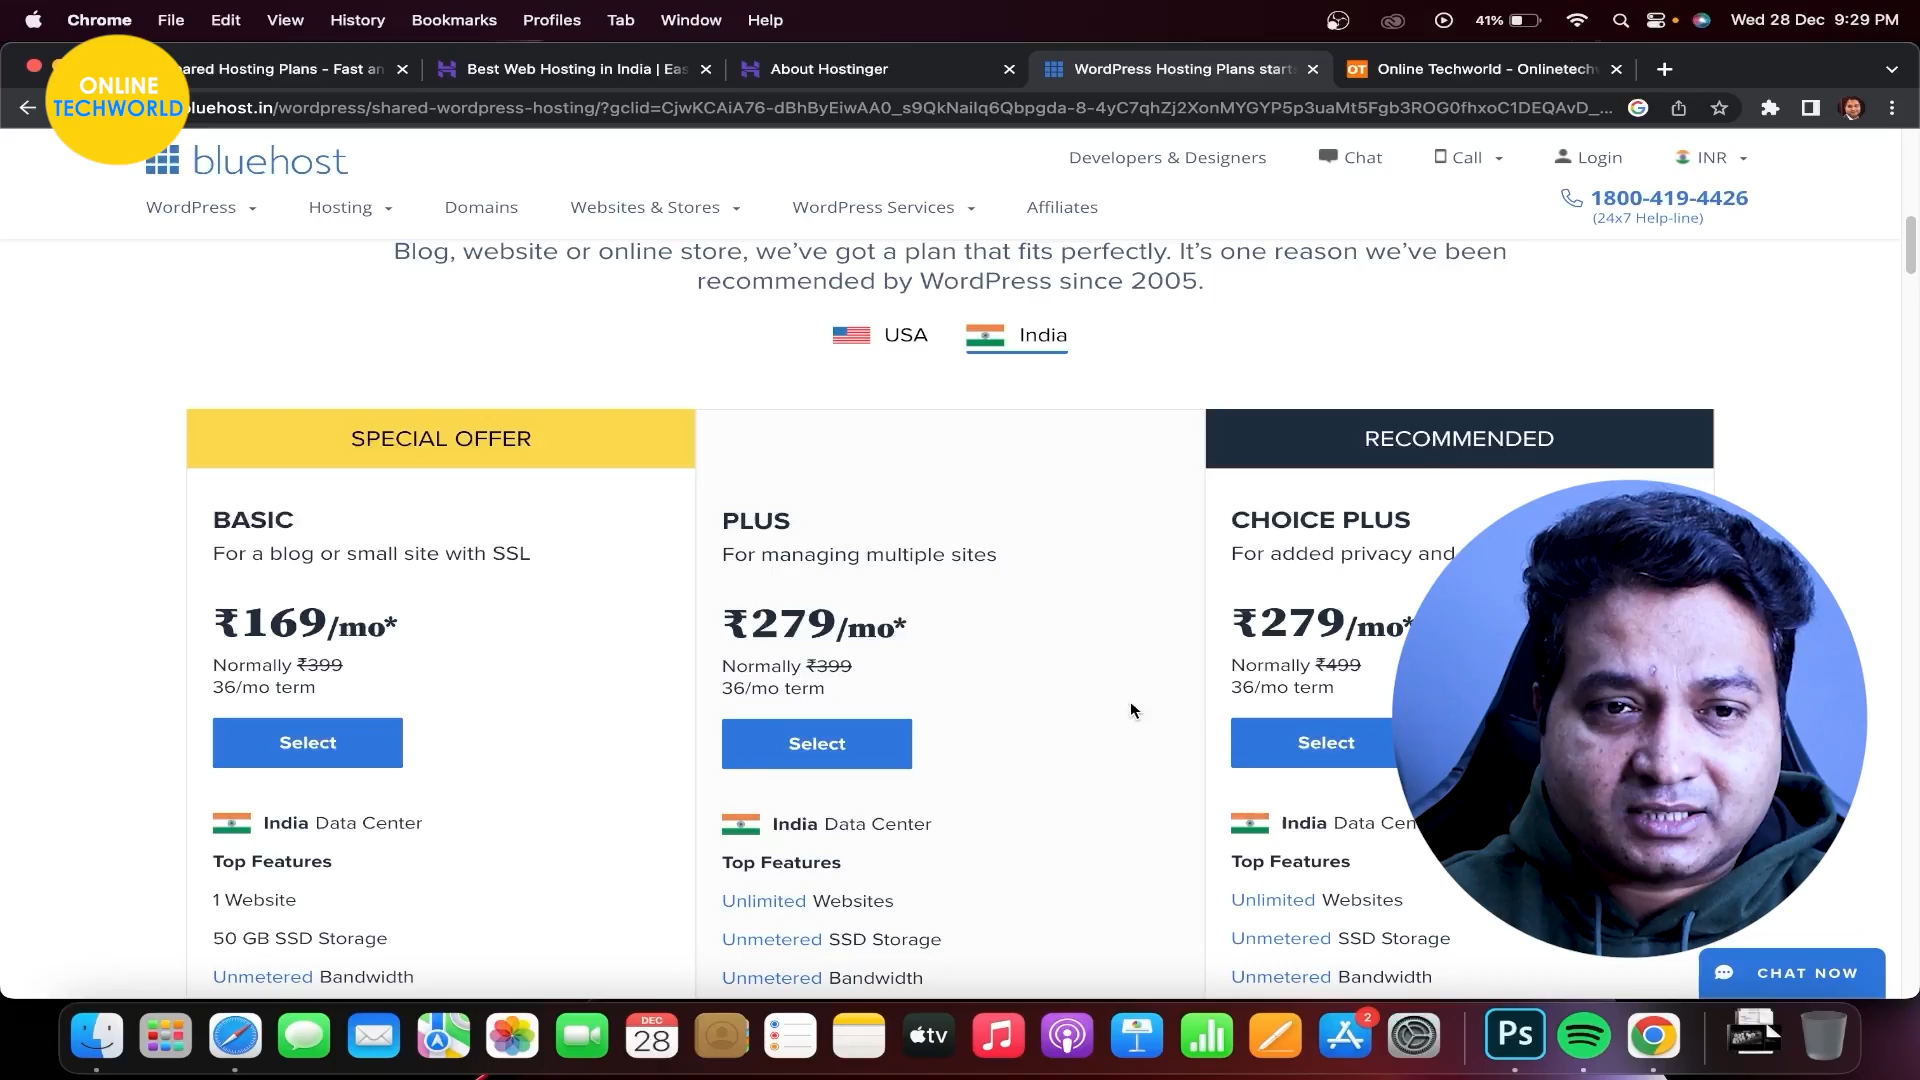 Chrome File Edit View History Bookmarks Profiles Tab Window Help 41% Wed 28 Dec 9:29 PM
ONLINE
TECHWORLD
ared Hosting Plans - Fast an
Best Web Hosting in India | Eas
About Hostinger
WordPress Hosting Plans start
OT Online Techworld - Onlinetech
bluehost.in/wordpress/shared-wordpress-hosting/?gclid=CjwKCAiA76-dBhByEiwAA0_s9QkNailq6Qbpgda-8-4yC7qhZj2XonMYGYP5p3uaMt5Fgb3ROG0fhxoC1DEQAvD_...
bluehost
Developers & Designers Chat Call Login INR
WordPress Hosting Domains Websites & Stores WordPress Services Affiliates
1800-419-4426
(24x7 Help-line)
Blog, website or online store, we’ve got a plan that fits perfectly. It’s one reason we’ve been
recommended by WordPress since 2005.
USA India
SPECIAL OFFER
BASIC
For a blog or small site with SSL
₹169/mo*
Normally ₹399
36/mo term
Select
India Data Center
Top Features
1 Website
50 GB SSD Storage
Unmetered Bandwidth
PLUS
For managing multiple sites
₹279/mo*
Normally ₹399
36/mo term
Select
India Data Center
Top Features
Unlimited Websites
Unmetered SSD Storage
Unmetered Bandwidth
RECOMMENDED
CHOICE PLUS
For added privacy and
₹279/mo*
Normally ₹499
36/mo term
Select
India Data Cen
Top Features
Unlimited Websites
Unmetered SSD Storage
Unmetered Bandwidth
CHAT NOW
DEC
28
tv
2
Ps